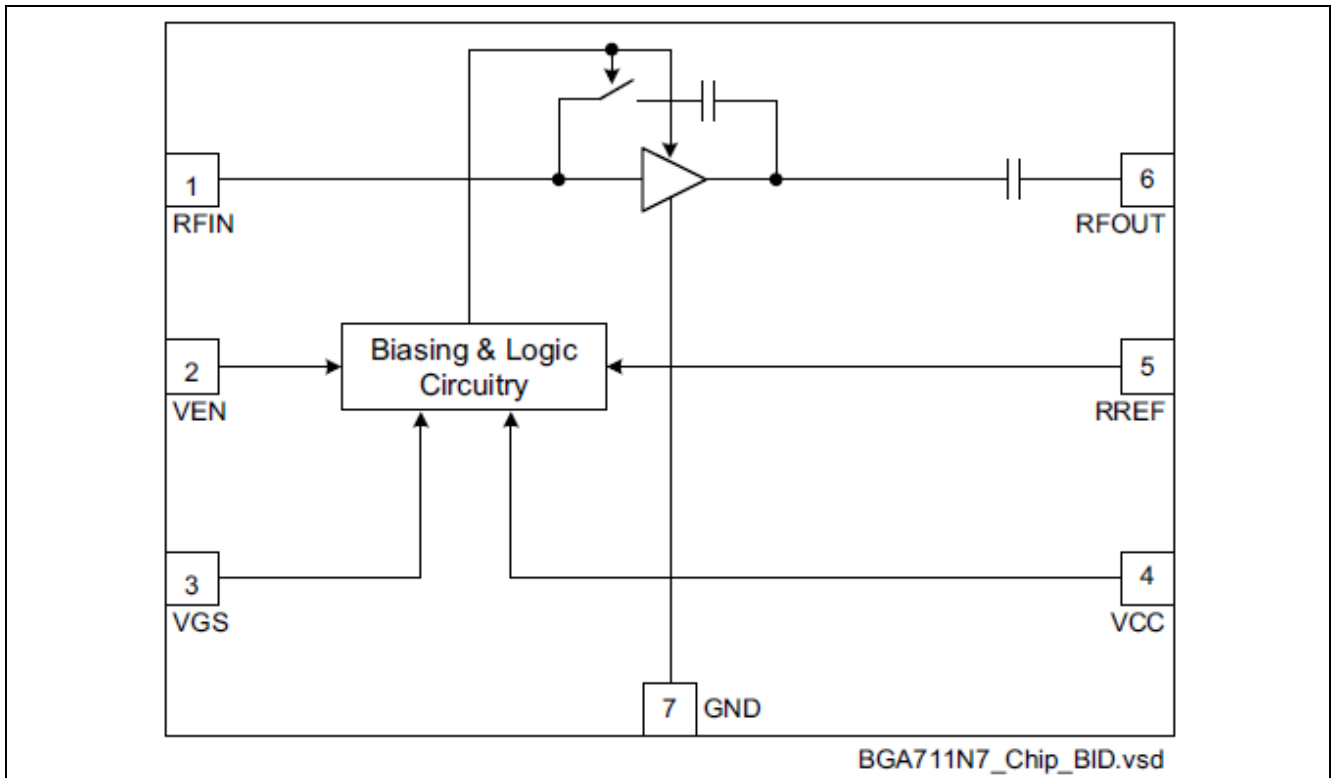 1
RFIN
6
RFOUT
Biasing & Logic
Circuitry
2
VEN
5
RREF
3
VGS
4
VCC
7 GND
BGA711N7_Chip_BID.vsd